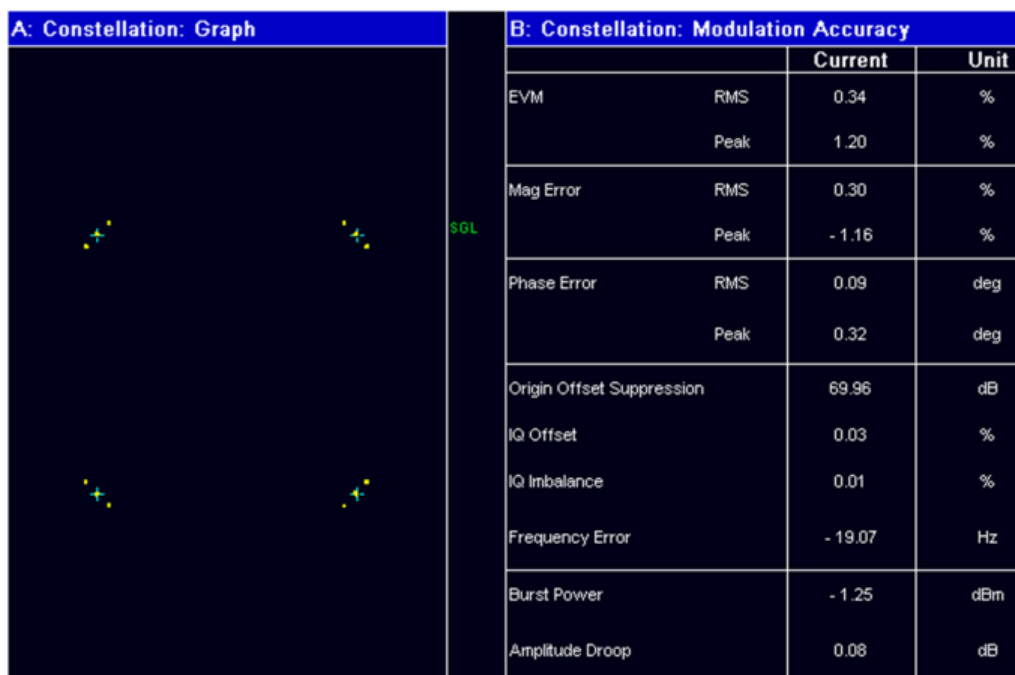 A: Constellation: Graph
SGL
B: Constellation: Modulation Accuracy
Current Unit
EVM RMS 0.34 %
Peak 1.20 %
Mag Error RMS 0.30 %
Peak - 1.16 %
Phase Error RMS 0.09 deg
Peak 0.32 deg
Origin Offset Suppression 69.96 dB
IQ Offset 0.03 %
IQ Imbalance 0.01 %
Frequency Error - 19.07 Hz
Burst Power - 1.25 dBm
Amplitude Droop 0.08 dB